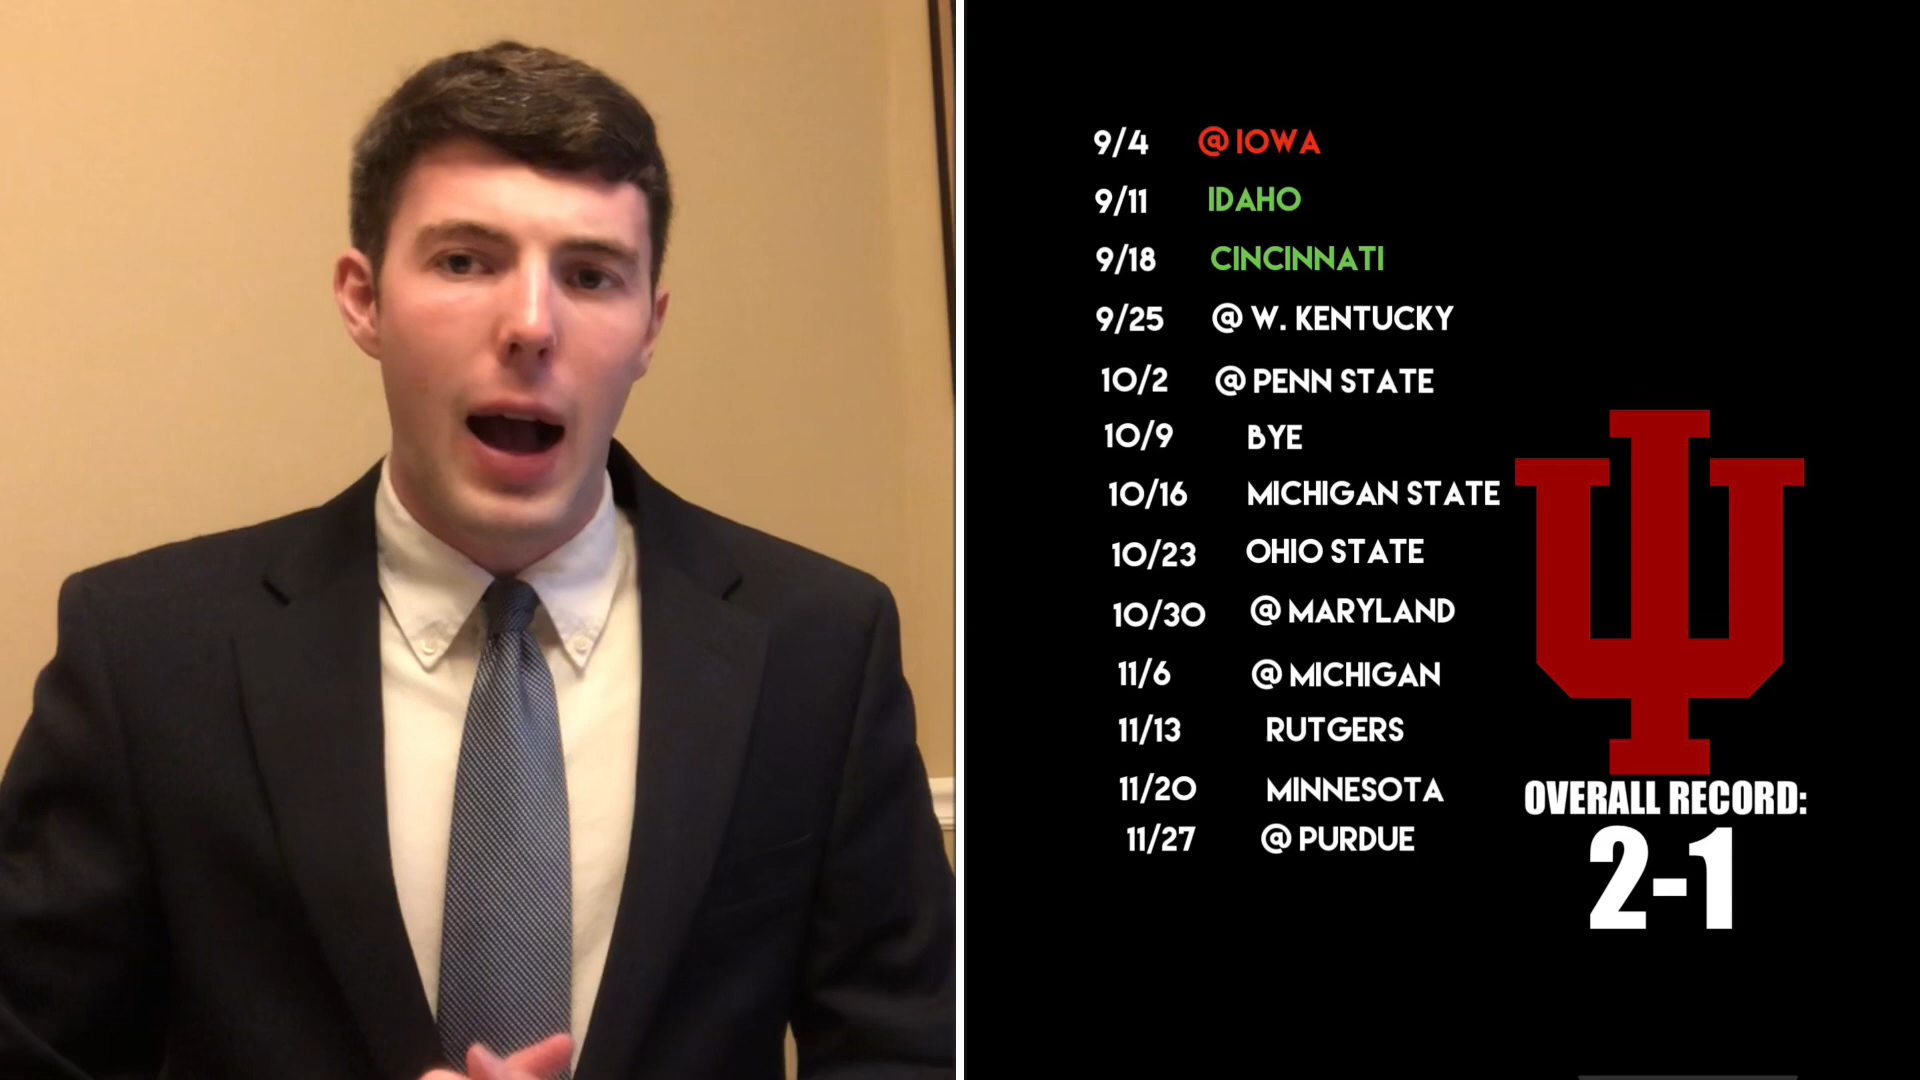 9/4 @ IOWA
9/11 IDAHO
9/18 CINCINNATI
9/25 @ W. KENTUCKY
10/2 @ PENN STATE
10/9 BYE
10/16 MICHIGAN STATE
10/23 OHIO STATE
10/30 @ MARYLAND
11/6 @ MICHIGAN
11/13 RUTGERS
11/20 MINNESOTA
11/27 @ PURDUE
OVERALL RECORD:
2-1